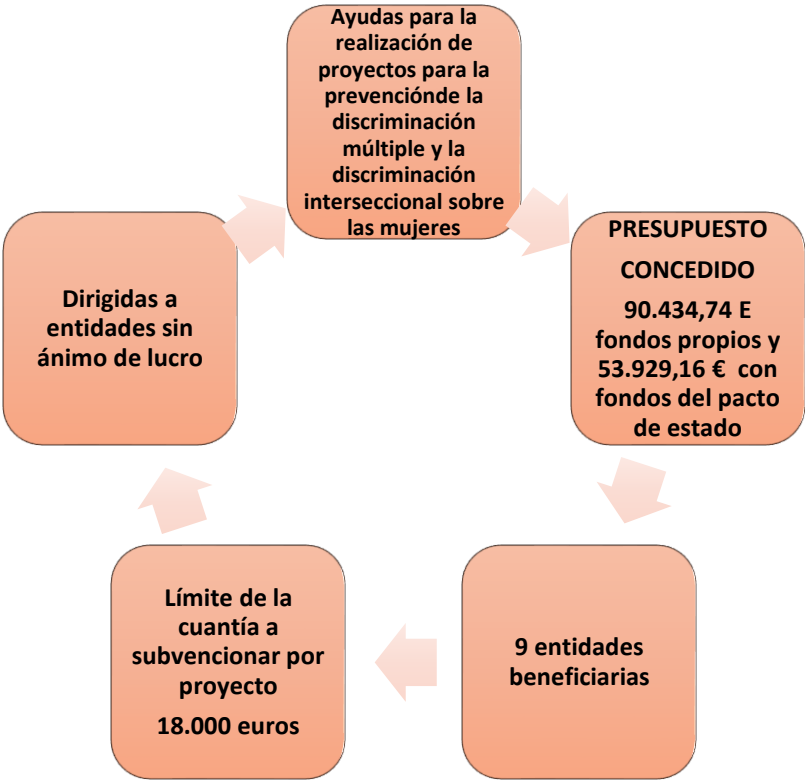 Ayudas para la
realización de
proyectos para la
prevenciónde la
discriminación
múltiple y la
discriminación
interseccional sobre
las mujeres
PRESUPUESTO
CONCEDIDO
90.434,74 E
fondos propios y
53.929,16 € con
fondos del pacto
de estado
9 entidades
beneficiarias
Límite de la
cuantía a
subvencionar por
proyecto
18.000 euros
Dirigidas a
entidades sin
ánimo de lucro